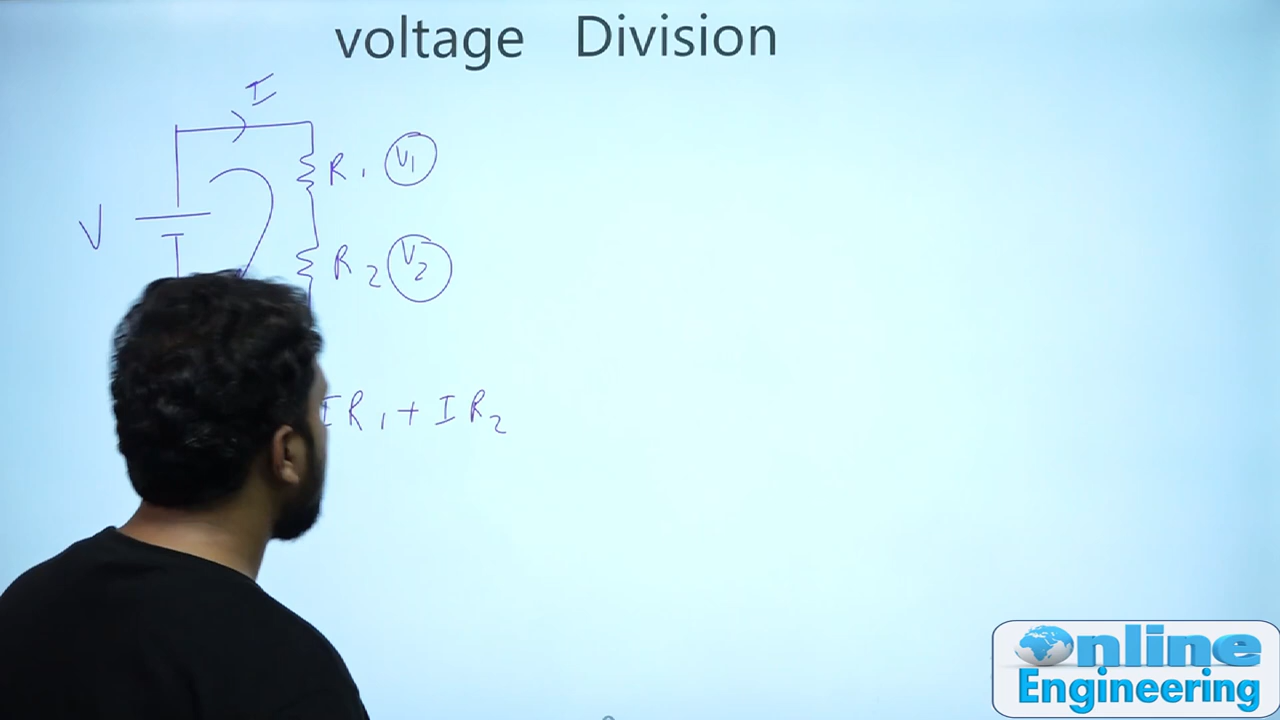 voltage Division
I
R1 V1
V
R2 V2
IR1 + IR2
Online
Engineering